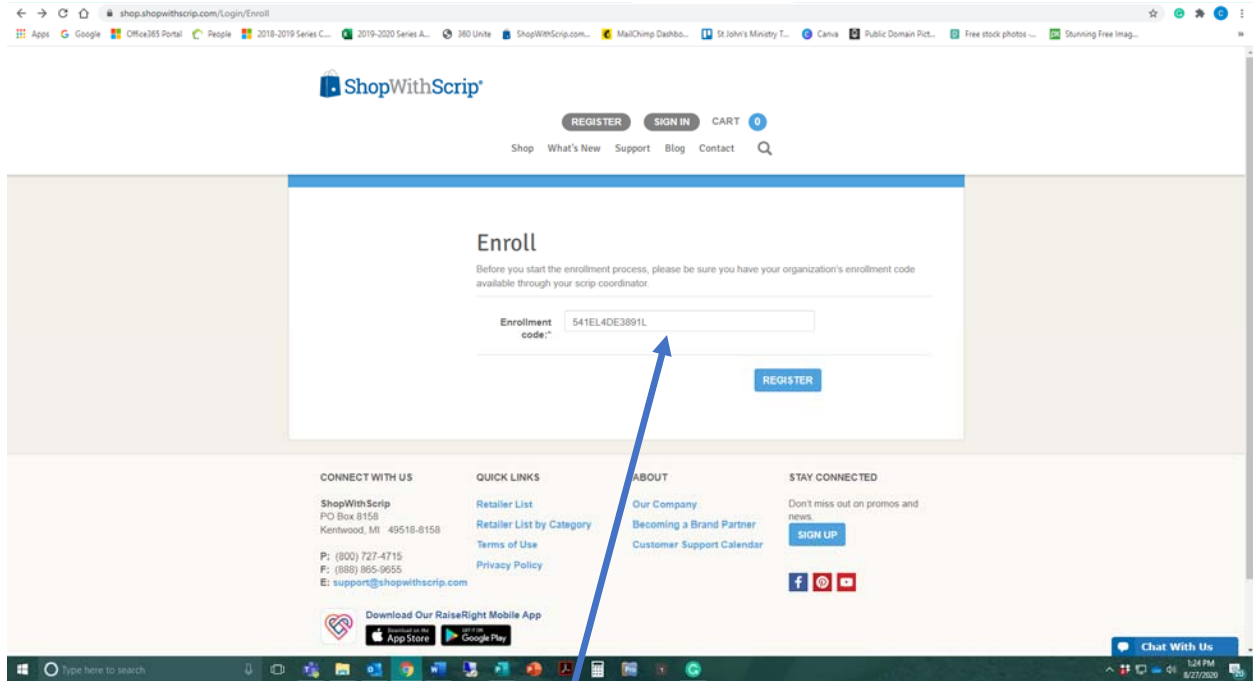 shop.shopwithscrip.com/Login/Enroll
Apps Google Office365 Portal People 2018-2019 Series C... 2019-2020 Series A... 360 Unite ShopWithScrip.com... MailChimp Dashbo... St John's Ministry T... Canva Public Domain Pict... Free stock photos -... Stunning Free Imag...
ShopWithScrip®
REGISTER SIGN IN CART 0
Shop What's New Support Blog Contact
Enroll
Before you start the enrollment process, please be sure you have your organization's enrollment code
available through your scrip coordinator.
Enrollment code:* 541EL4DE3891L
REGISTER
CONNECT WITH US
ShopWithScrip
PO Box 8158
Kentwood, MI 49518-8158
P: (800) 727-4715
F: (888) 865-9655
E: support@shopwithscrip.com
QUICK LINKS
Retailer List
Retailer List by Category
Terms of Use
Privacy Policy
ABOUT
Our Company
Becoming a Brand Partner
Customer Support Calendar
STAY CONNECTED
Don't miss out on promos and
news.
SIGN UP
Download Our RaiseRight Mobile App
Download on the App Store
GET IT ON Google Play
Chat With Us
Type here to search
1:24 PM
8/27/2020